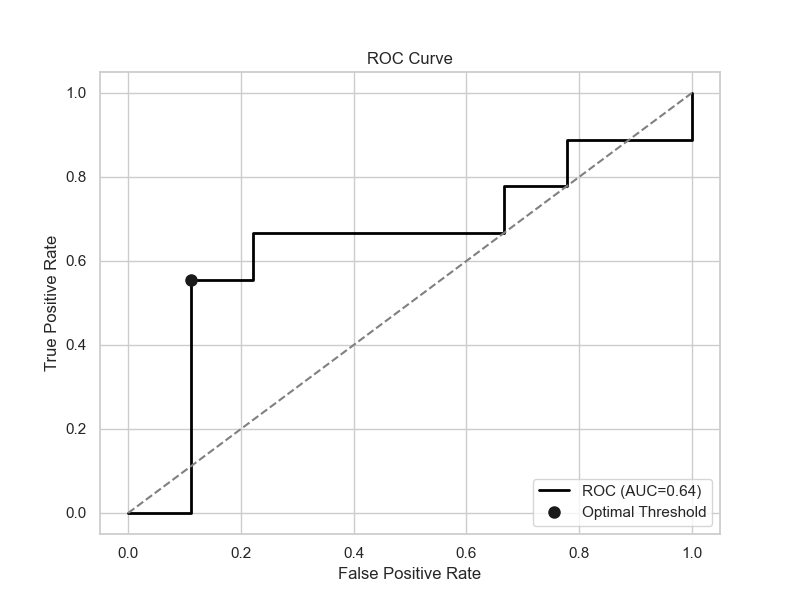 ROC Curve
True Positive Rate
1.0
0.8
0.6
0.4
0.2
0.0
0.0 0.2 0.4 0.6 0.8 1.0
False Positive Rate
ROC (AUC=0.64)
Optimal Threshold